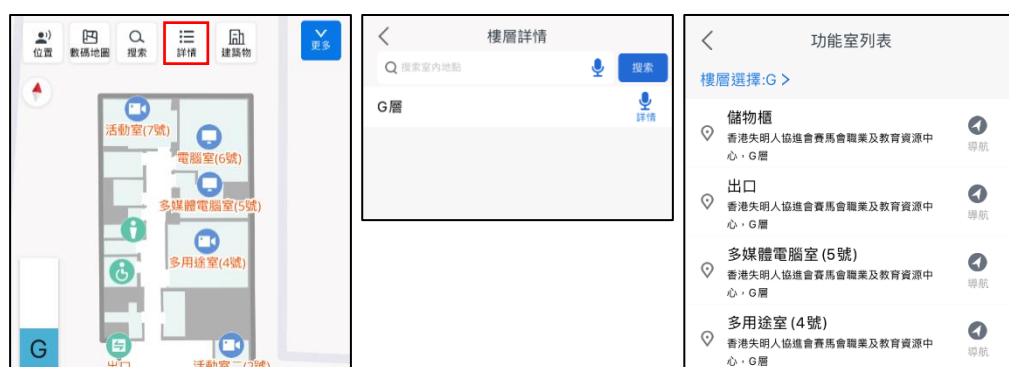 位置
數碼地圖
搜索
詳情
建築物
更多
活動室(7號)
電腦室(6號)
多媒體電腦室(5號)
多用途室(4號)
G
出口
活動室二(2號)
樓層詳情
搜索室內地點
搜索
G層
詳情
功能室列表
樓層選擇:G >
儲物櫃
香港失明人協進會賽馬會職業及教育資源中
心，G層
導航
出口
香港失明人協進會賽馬會職業及教育資源中
心，G層
導航
多媒體電腦室 (5號)
香港失明人協進會賽馬會職業及教育資源中
心，G層
導航
多用途室 (4號)
香港失明人協進會賽馬會職業及教育資源中
心，G層
導航